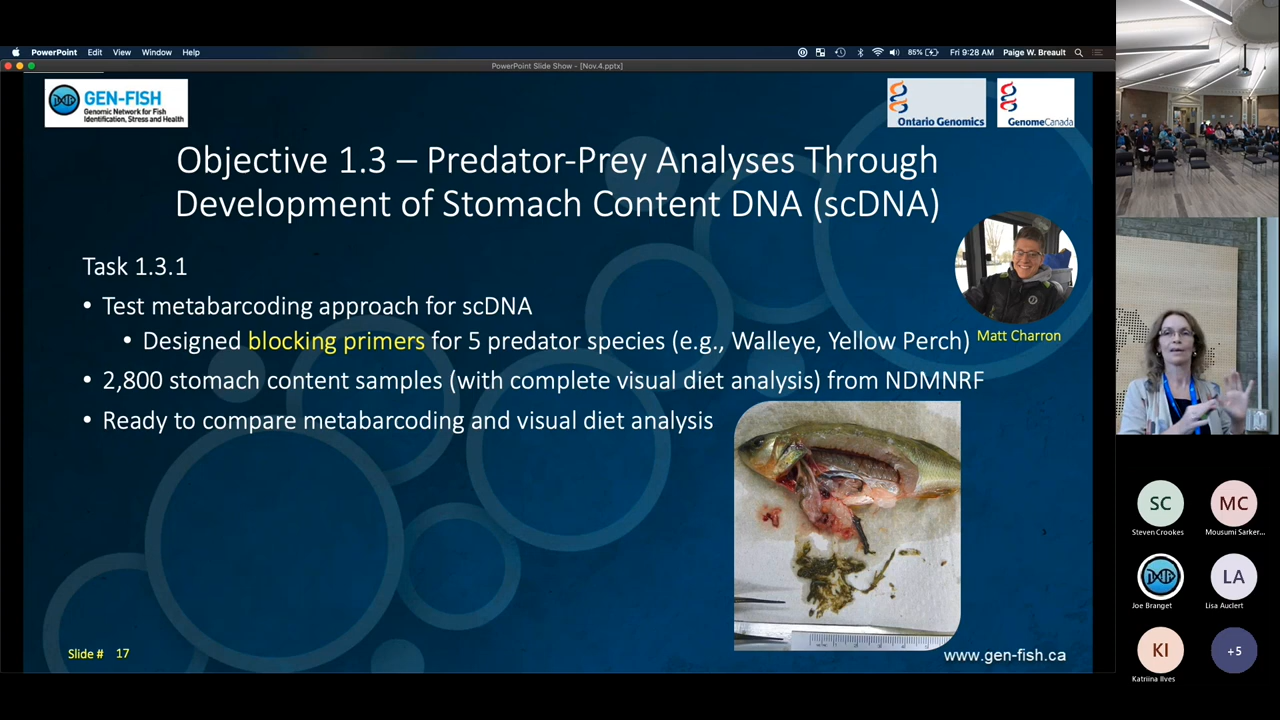 PowerPoint Edit View Window Help
85% Fri 9:28 AM Paige W. Breault
PowerPoint Slide Show - [Nov.4.pptx]
GEN-FISH
Genomic Network for Fish
Identification, Stress and Health
Ontario Genomics
GenomeCanada
Objective 1.3 – Predator-Prey Analyses Through
Development of Stomach Content DNA (scDNA)
Task 1.3.1
• Test metabarcoding approach for scDNA
• Designed blocking primers for 5 predator species (e.g., Walleye, Yellow Perch)
Matt Charron
• 2,800 stomach content samples (with complete visual diet analysis) from NDMNRF
• Ready to compare metabarcoding and visual diet analysis
Slide # 17
www.gen-fish.ca
SC
Steven Crookes
MC
Mousumi Sarker...
Joe Branget
LA
Lisa Auclert
KI
Katriina Ilves
+5